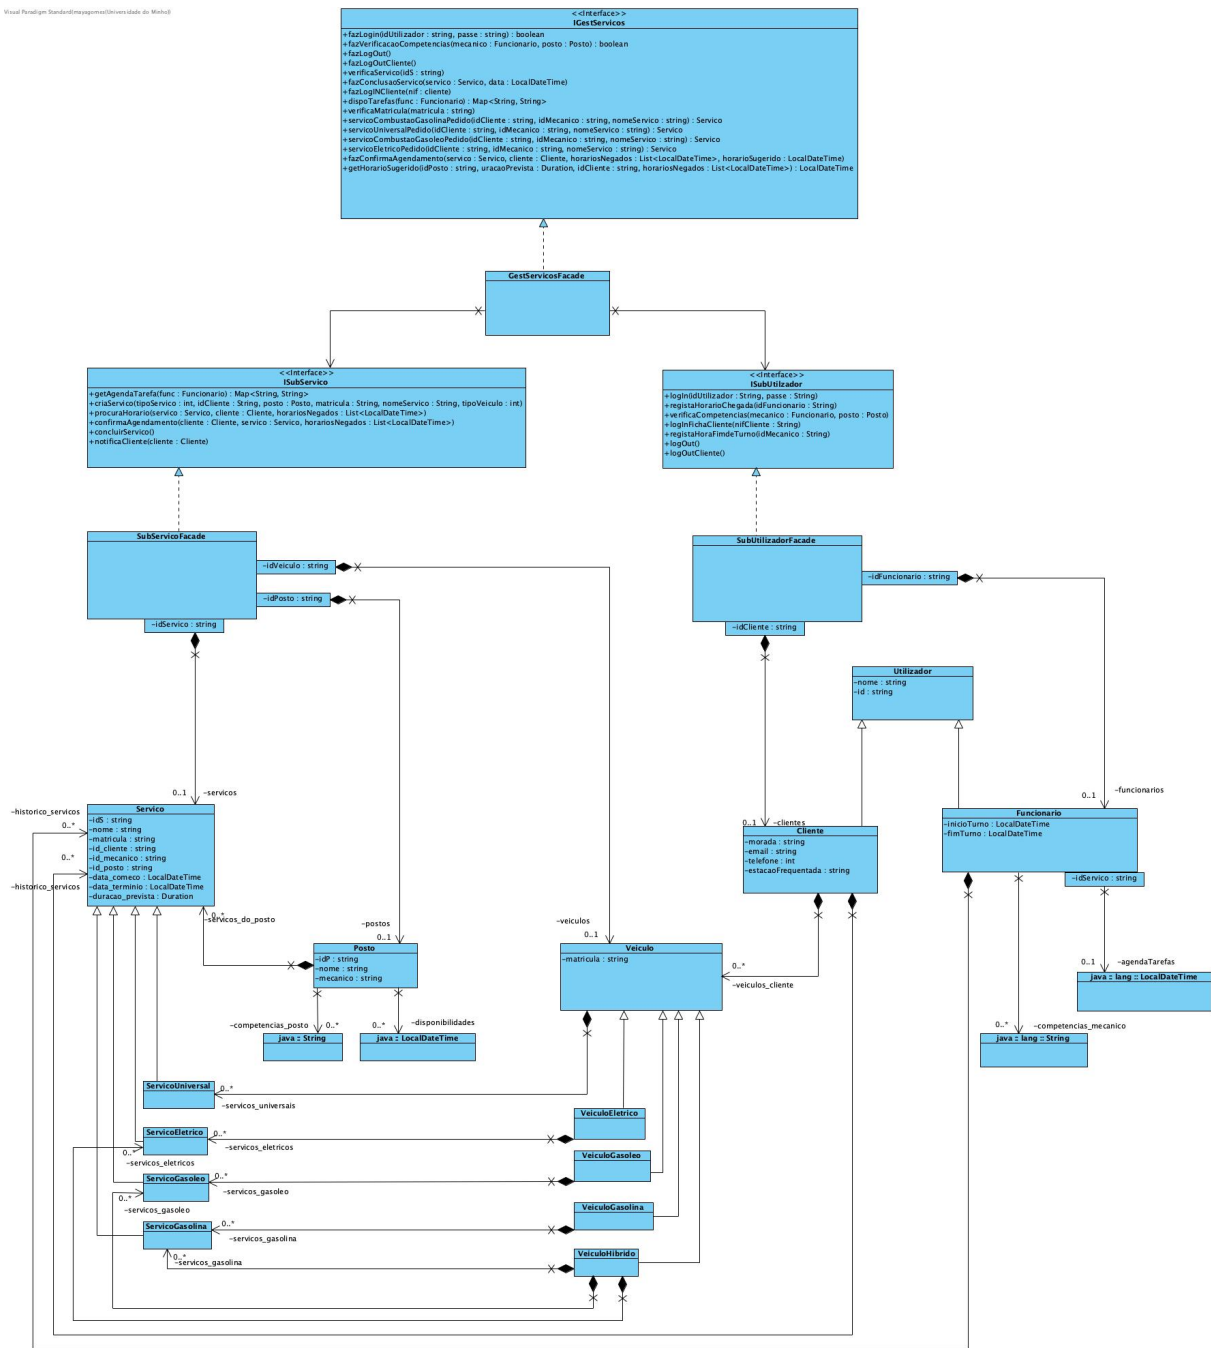 Visual Paradigm Standard(mayagomes(Universidade do Minho))
<<Interface>>
IGestServicos
+fazLogin(idUtilizador : string, passe : string) : boolean
+fazVerificacaoCompetencias(mecanico : Funcionario, posto : Posto) : boolean
+fazLogOut()
+fazLogOutCliente()
+verificaServico(idS : string)
+fazConclusaoServico(servico : Servico, data : LocalDateTime)
+fazLogINCliente(nif : cliente)
+dispoTarefas(func : Funcionario) : Map<String, String>
+verificaMatricula(matricula : string)
+servicoCombustaoGasolinaPedido(idCliente : string, idMecanico : string, nomeServico : string) : Servico
+servicoUniversalPedido(idCliente : string, idMecanico : string, nomeServico : string) : Servico
+servicoCombustaoGasoleoPedido(idCliente : string, idMecanico : string, nomeServico : string) : Servico
+servicoEletricoPedido(idCliente : string, idMecanico : string, nomeServico : string) : Servico
+fazConfirmaAgendamento(servico : Servico, cliente : Cliente, horariosNegados : List<LocalDateTime>, horarioSugerido : LocalDateTime)
+getHorarioSugerido(idPosto : string, uracaoPrevista : Duration, idCliente : string, horariosNegados : List<LocalDateTime>) : LocalDateTime
GestServicosFacade
<<Interface>>
ISubServico
+getAgendaTarefa(func : Funcionario) : Map<String, String>
+criaServico(tipoServico : int, idCliente : String, posto : Posto, matricula : String, nomeServico : String, tipoVeiculo : int)
+procuraHorario(servico : Servico, cliente : Cliente, horariosNegados : List<LocalDateTime>)
+confirmaAgendamento(cliente : Cliente, servico : Servico, horariosNegados : List<LocalDateTime>)
+concluirServico()
+notificaCliente(cliente : Cliente)
<<Interface>>
ISubUtilzador
+logIn(idUtilizador : String, passe : String)
+registaHorarioChegada(idFuncionario : String)
+verificaCompetencias(mecanico : Funcionario, posto : Posto)
+logInFichaCliente(nifCliente : String)
+registaHoraFimdeTurno(idMecanico : String)
+logOut()
+logOutCliente()
SubServicoFacade
-idVeiculo : string
-idPosto : string
-idServico : string
SubUtilizadorFacade
-idFuncionario : string
-idCliente : string
Utilizador
-nome : string
-id : string
0..1
-servicos
-historico_servicos
0..*
Servico
-idS : string
-nome : string
-matricula : string
-id_cliente : string
-id_mecanico : string
-id_posto : string
-data_comeco : LocalDateTime
-data_terminio : LocalDateTime
-duracao_prevista : Duration
0..*
-historico_servicos
0..*
-servicos_do_posto
0..1
-clientes
Cliente
-morada : string
-email : string
-telefone : int
-estacaoFrequentada : string
0..1
-funcionarios
Funcionario
-inicioTurno : LocalDateTime
-fimTurno : LocalDateTime
-idServico : string
-postos
0..1
Posto
-idP : string
-nome : string
-mecanico : string
-veiculos
0..1
Veiculo
-matricula : string
0..*
-veiculos_cliente
0..1
-agendaTarefas
java :: lang :: LocalDateTime
-competencias_posto
0..*
java :: String
0..*
-disponibilidades
java :: LocalDateTime
0..*
-competencias_mecanico
java :: lang :: String
ServicoUniversal
0..*
-servicos_universais
ServicoEletrico
0..*
-servicos_eletricos
0..*
-servicos_eletricos
VeiculoEletrico
ServicoGasoleo
0..*
-servicos_gasoleo
0..*
-servicos_gasoleo
VeiculoGasoleo
ServicoGasolina
0..*
-servicos_gasolina
VeiculoGasolina
0..*
-servicos_gasolina
VeiculoHibrido